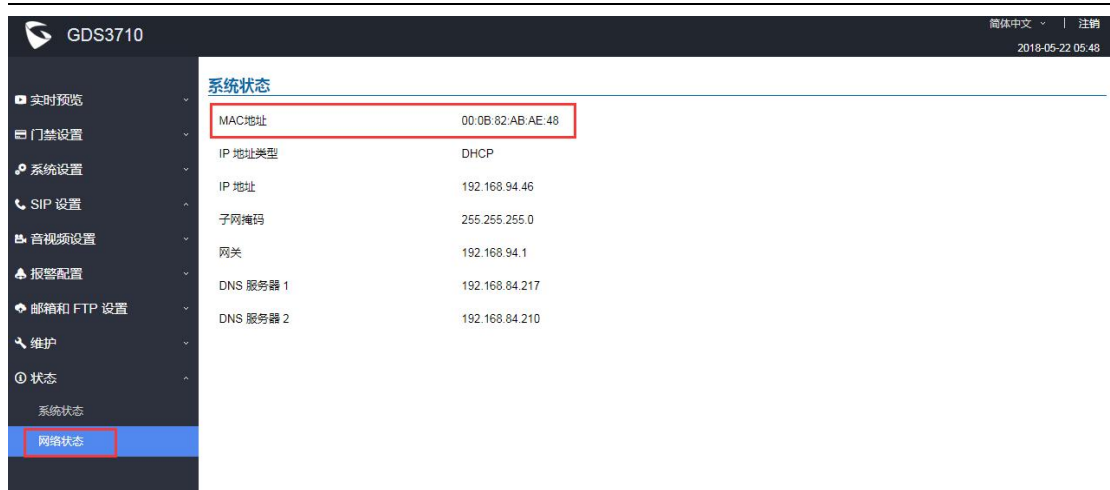 GDS3710
简体中文 | 注销
2018-05-22 05:48
实时预览
门禁设置
系统设置
SIP 设置
音视频设置
报警配置
邮箱和 FTP 设置
维护
状态
系统状态
网络状态
系统状态
MAC地址 00:0B:82:AB:AE:48
IP 地址类型 DHCP
IP 地址 192.168.94.46
子网掩码 255.255.255.0
网关 192.168.94.1
DNS 服务器 1 192.168.84.217
DNS 服务器 2 192.168.84.210